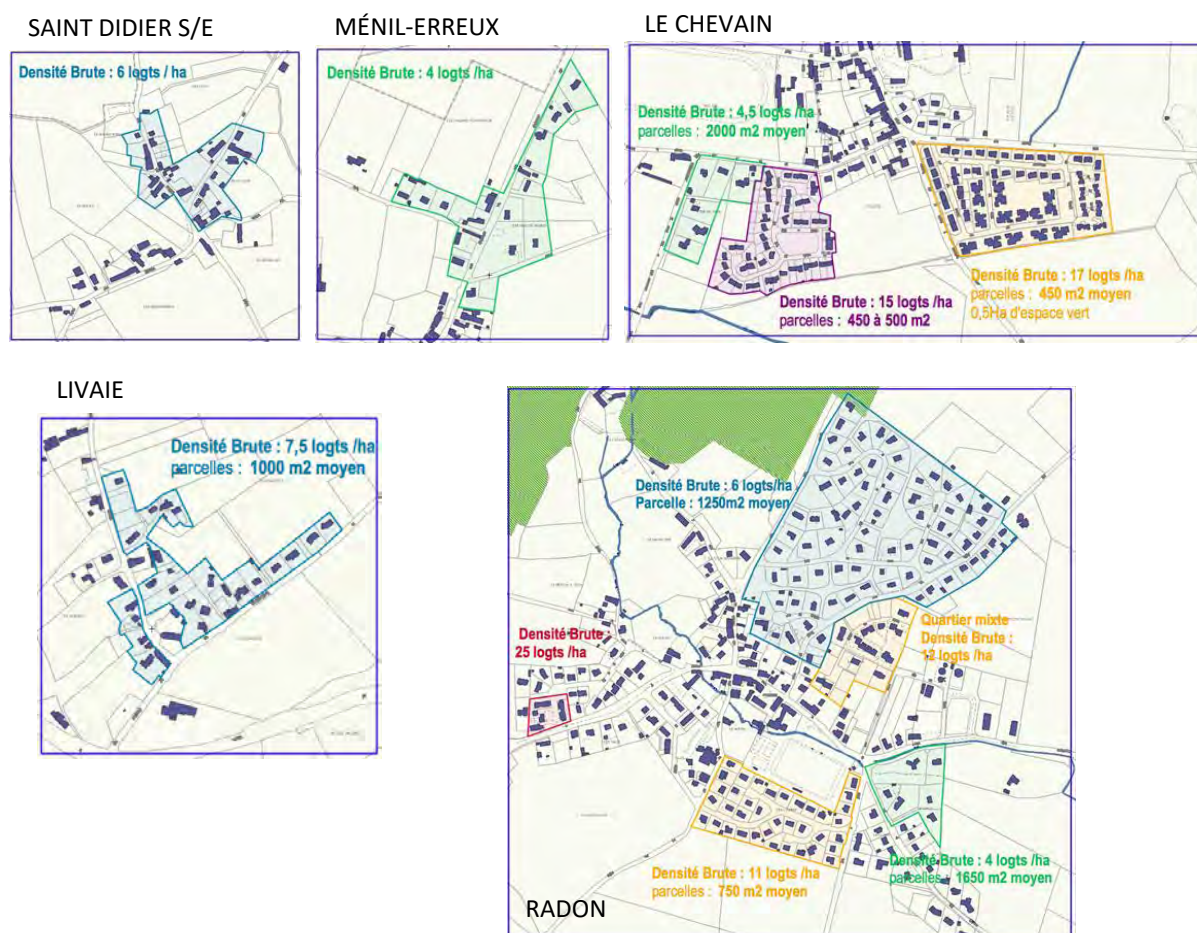 SAINT DIDIER S/E
MÉNIL-ERREUX
LE CHEVAIN
Densité Brute : 6 logts / ha
Densité Brute : 4 logts /ha
Densité Brute : 4,5 logts /ha
parcelles : 2000 m2 moyen
Densité Brute : 15 logts /ha
parcelles : 450 à 500 m2
Densité Brute : 17 logts /ha
parcelles : 450 m2 moyen
0,5Ha d'espace vert
LIVAIE
Densité Brute : 7,5 logts /ha
parcelles : 1000 m2 moyen
Densité Brute : 6 logts/ha
Parcelle : 1250m2 moyen
Densité Brute :
25 logts /ha
Quartier mixte
Densité Brute :
12 logts /ha
Densité Brute : 11 logts /ha
parcelles : 750 m2 moyen
Densité Brute : 4 logts /ha
parcelles : 1650 m2 moyen
RADON